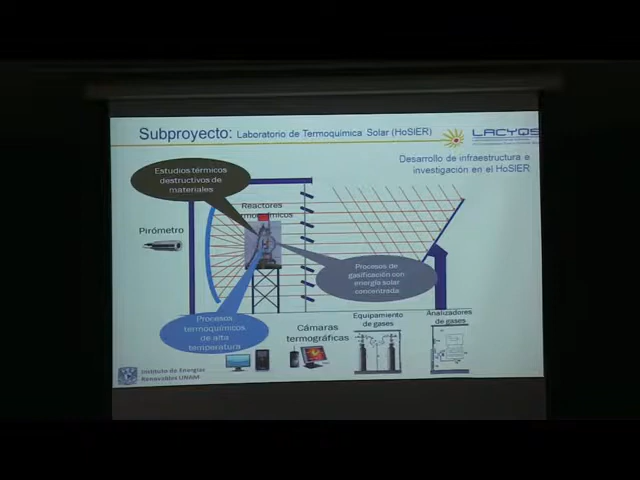 Subproyecto: Laboratorio de Termoquímica Solar (HoSIER)
LACYQS
Desarrollo de infraestructura e
investigación en el HoSIER
Estudios térmicos
destructivos de
materiales
Reactores
Pirómetro
Procesos de
gasificación con
energía solar
concentrada
Procesos
termoquímicos
de alta
temperatura
Cámaras
termográficas
Equipamiento
de gases
Analizadores
de gases
Instituto de Energías
Renovables UNAM